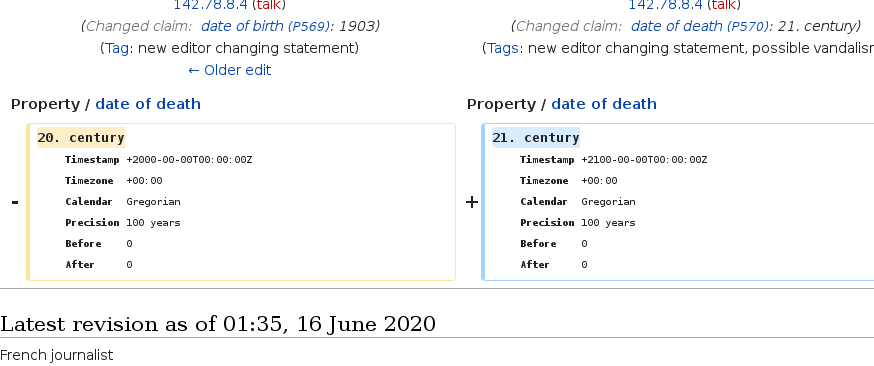 142.78.8.4 (talk)
(Changed claim: date of birth (P569): 1903)
(Tag: new editor changing statement)
← Older edit
142.78.8.4 (talk)
(Changed claim: date of death (P570): 21. century)
(Tags: new editor changing statement, possible
Property / date of death
Property / date of death
-
20. century
Timestamp +2000-00-00T00:00:00Z
Timezone +00:00
Calendar Gregorian
Precision 100 years
Before 0
After 0
+
21. century
Timestamp +2100-00-00T00:00:00Z
Timezone +00:00
Calendar Gregorian
Precision 100 years
Before 0
After 0
Latest revision as of 01:35, 16 June 2020
French journalist